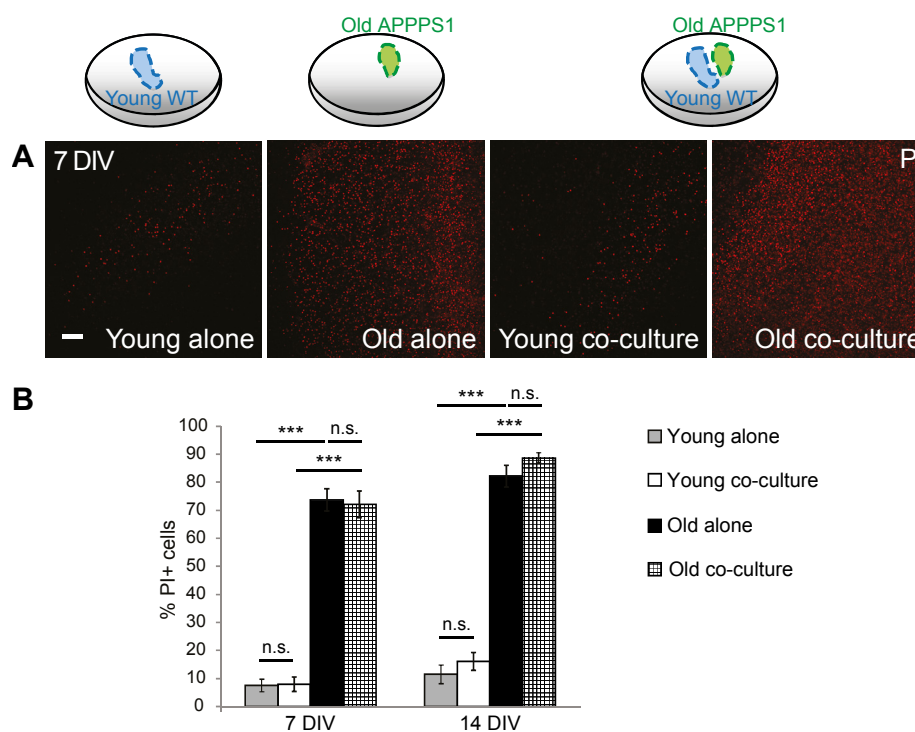 Old APPPS1
Old APPPS1
Young WT
Young WT
A
7 DIV
P
Young alone
Old alone
Young co-culture
Old co-culture
B
***
n.s.
***
n.s.
***
***
100
90
80
70
60
50
40
30
20
10
0
% PI+ cells
n.s.
n.s.
7 DIV
14 DIV
Young alone
Young co-culture
Old alone
Old co-culture